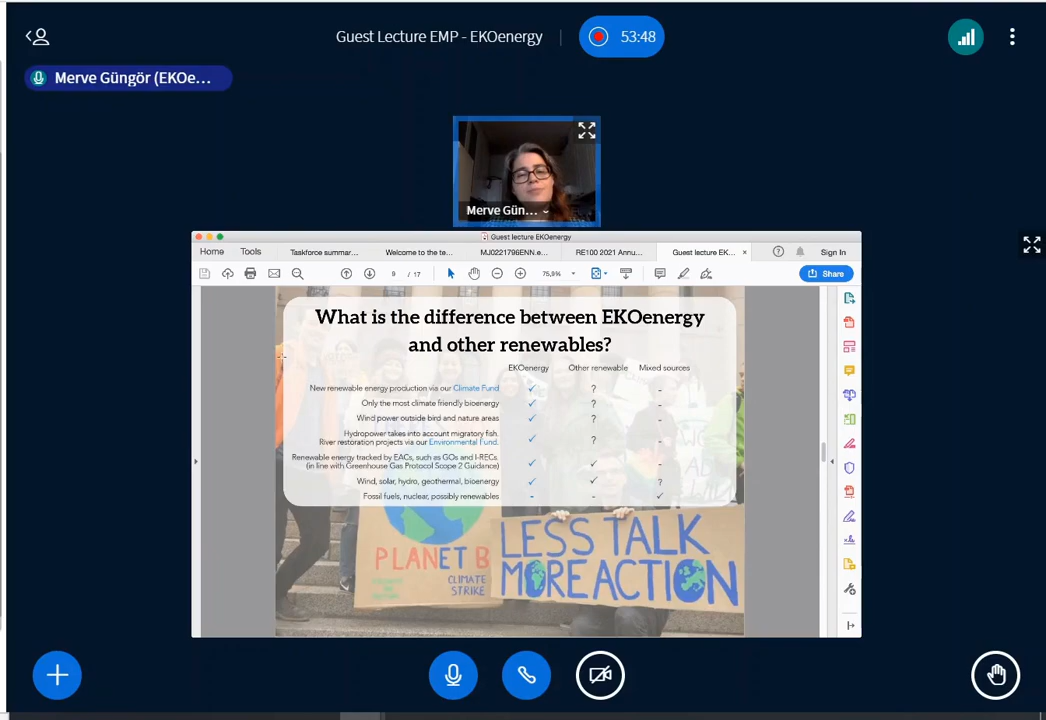 Guest Lecture EMP - EKOenergy
53:48
Merve Güngör (EKOe...
Merve Gün...
Guest lecture EKOenergy
Home Tools Taskforce summar... Welcome to the te... MJ0221796ENN.e... RE100 2021 Annu... Guest lecture EK... × Sign In
9 / 17 75,9% Share
What is the difference between EKOenergy
and other renewables?
EKOenergy Other renewable Mixed sources
New renewable energy production via our Climate Fund ✓ ? -
Only the most climate friendly bioenergy ✓ ? -
Wind power outside bird and nature areas ✓ ? -
Hydropower takes into account migratory fish.
River restoration projects via our Environmental Fund. ✓ ? -
Renewable energy tracked by EACs, such as GOs and I-RECs.
(in line with Greenhouse Gas Protocol Scope 2 Guidance) ✓ ✓ -
Wind, solar, hydro, geothermal, bioenergy ✓ ✓ ?
Fossil fuels, nuclear, possibly renewables - - ✓
PLANET B
CLIMATE
STRIKE
LESS TALK
MORE ACTION